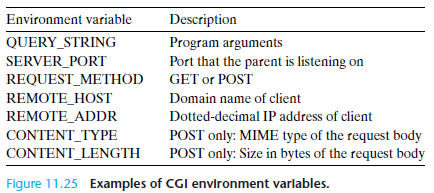 Environment variable Description
QUERY_STRING Program arguments
SERVER_PORT Port that the parent is listening on
REQUEST_METHOD GET or POST
REMOTE_HOST Domain name of client
REMOTE_ADDR Dotted-decimal IP address of client
CONTENT_TYPE POST only: MIME type of the request body
CONTENT_LENGTH POST only: Size in bytes of the request body
Figure 11.25 Examples of CGI environment variables.